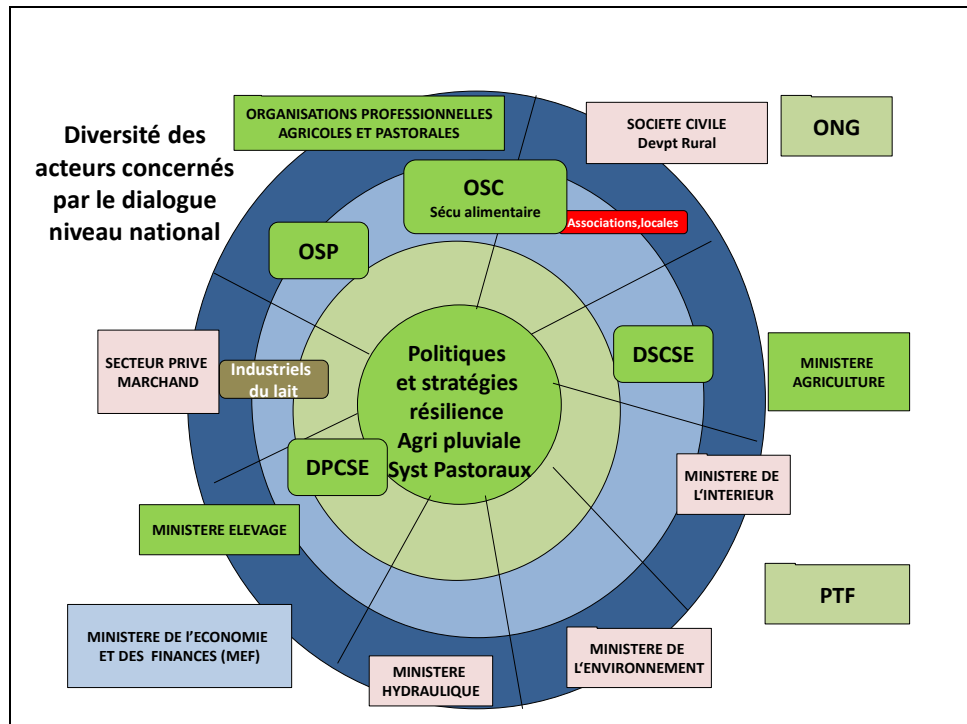 Diversité des
acteurs concernés
par le dialogue
niveau national
ORGANISATIONS PROFESSIONNELLES
AGRICOLES ET PASTORALES
SOCIETE CIVILE
Devpt Rural
ONG
OSC
Sécu alimentaire
Associations,locales
OSP
SECTEUR PRIVE
MARCHAND
Industriels
du lait
Politiques
et stratégies
résilience
Agri pluviale
Syst Pastoraux
DSCSE
MINISTERE
AGRICULTURE
DPCSE
MINISTERE DE
L‘INTERIEUR
MINISTERE ELEVAGE
PTF
MINISTERE DE l’ECONOMIE
ET DES FINANCES (MEF)
MINISTERE
HYDRAULIQUE
MINISTERE DE
L‘ENVIRONNEMENT